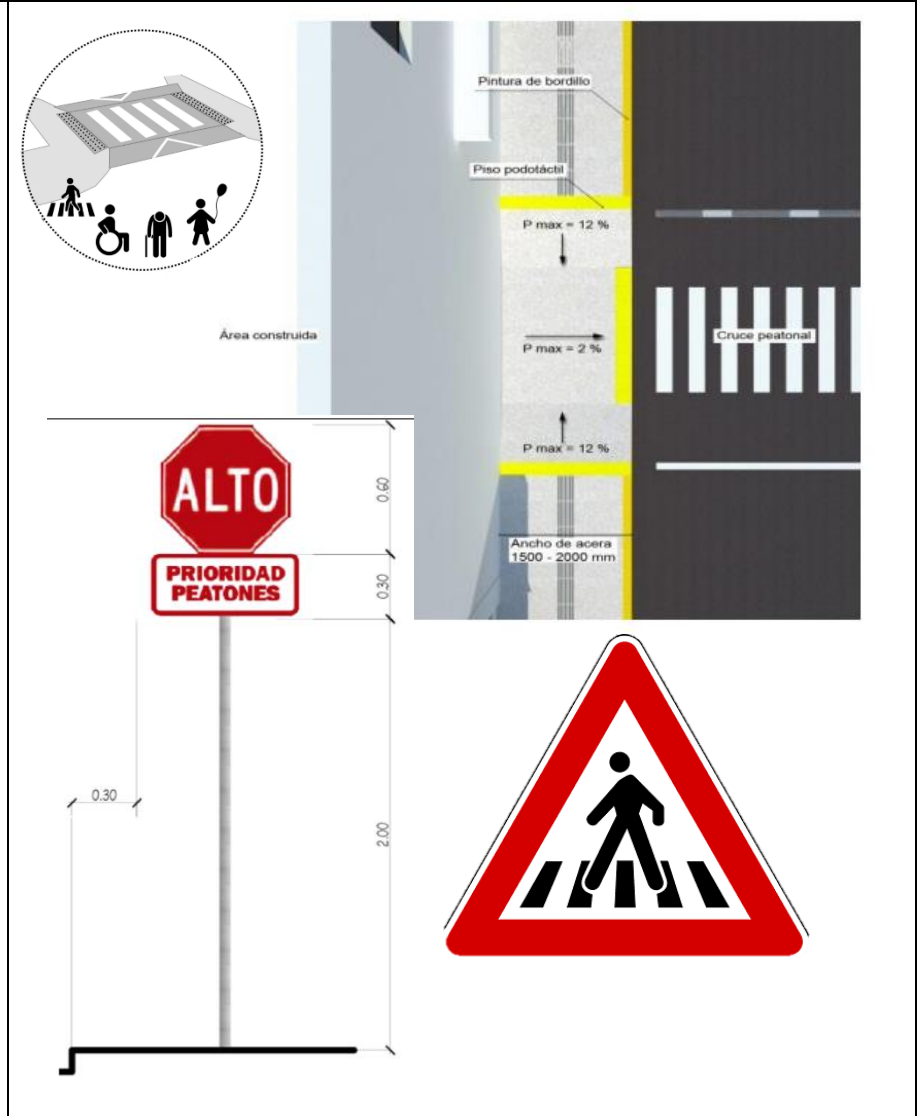 Pintura de bordillo
Piso podotáctil
P max = 12 %
Área construida
P max = 2 %
Cruce peatonal
P max = 12 %
Ancho de acera
1500 - 2000 mm
ALTO
PRIORIDAD
PEATONES
0.60
0.30
0.30
2.00